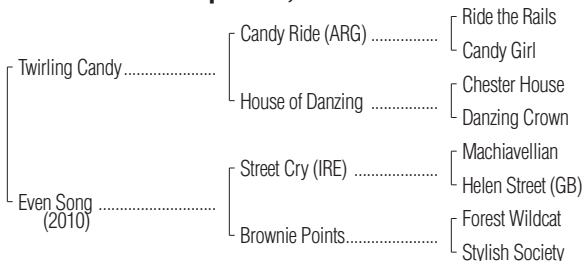 Ride the Rails
Candy Ride (ARG) ................
Candy Girl
Twirling Candy......................
Chester House
House of Danzing ................
Danzing Crown
Machiavellian
Street Cry (IRE) ....................
Helen Street (GB)
Even Song ............................
(2010)
Forest Wildcat
Brownie Points......................
Stylish Society